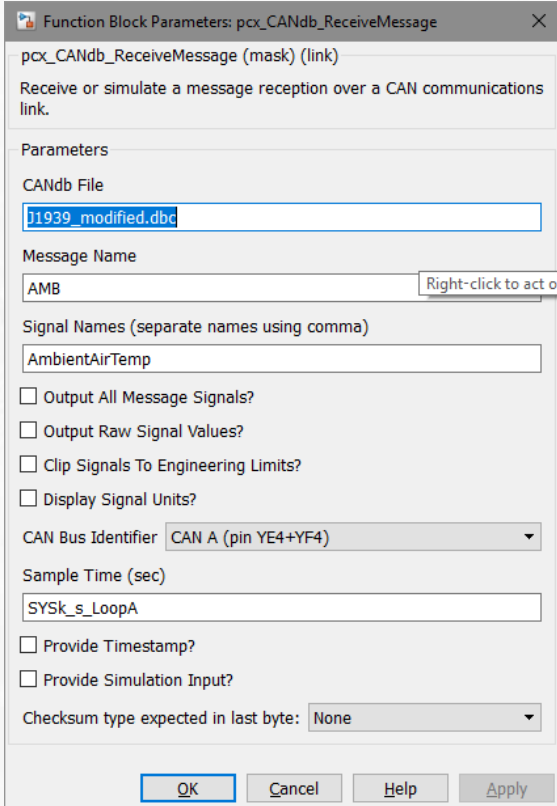 Function Block Parameters: pcx_CANdb_ReceiveMessage
pcx_CANdb_ReceiveMessage (mask) (link)
Receive or simulate a message reception over a CAN communications
link.
Parameters
CANdb File
J1939_modified.dbc
Message Name
AMB
Right-click to act o
Signal Names (separate names using comma)
AmbientAirTemp
Output All Message Signals?
Output Raw Signal Values?
Clip Signals To Engineering Limits?
Display Signal Units?
CAN Bus Identifier CAN A (pin YE4+YF4)
Sample Time (sec)
SYSk_s_LoopA
Provide Timestamp?
Provide Simulation Input?
Checksum type expected in last byte: None
OK Cancel Help Apply